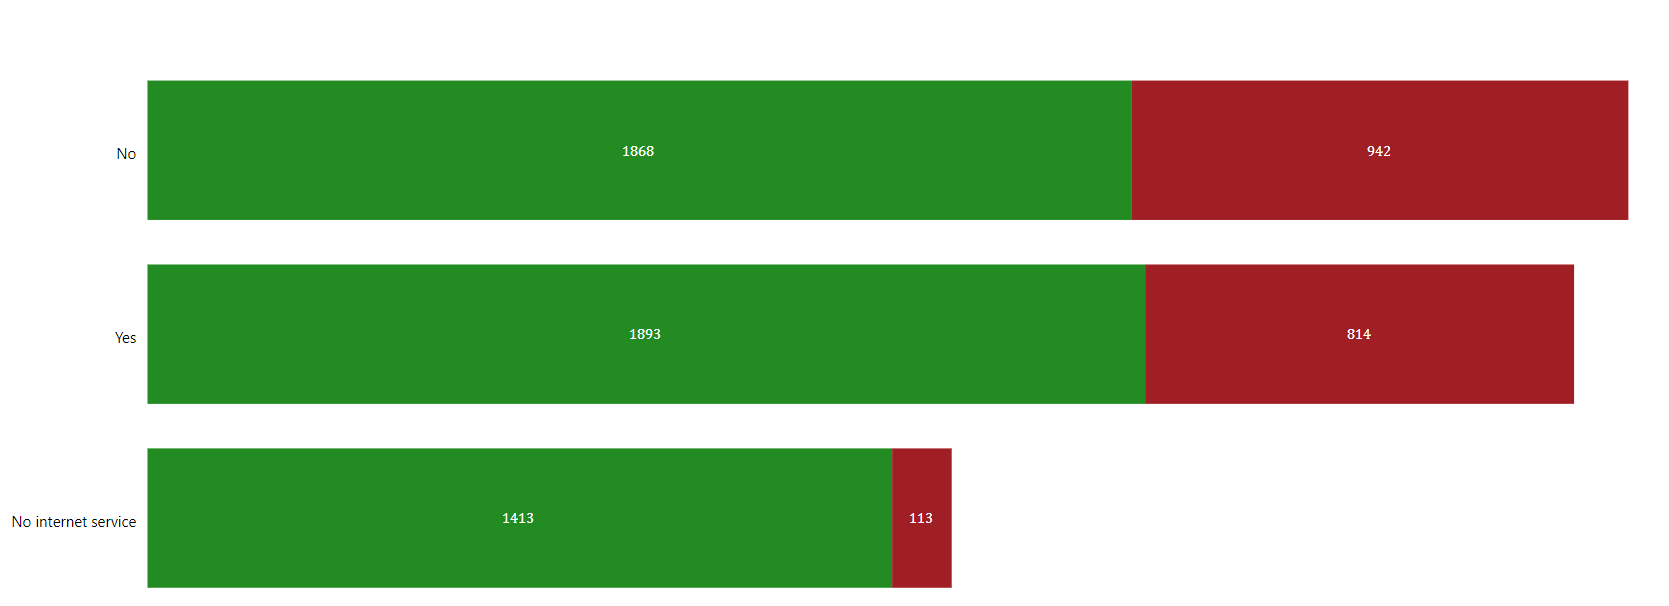 No 1868 942
Yes 1893 814
No internet service 1413 113